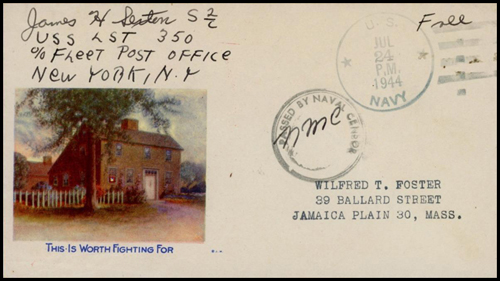 James H Sexton S 2/c
USS LST 350
c/o Fleet Post Office
New York, N.Y
Free
U.S.
JUL
24
P.M.
1944
NAVY
PASSED BY NAVAL CENSOR
WILFRED T. FOSTER
39 BALLARD STREET
JAMAICA PLAIN 30, MASS.
THIS IS WORTH FIGHTING FOR